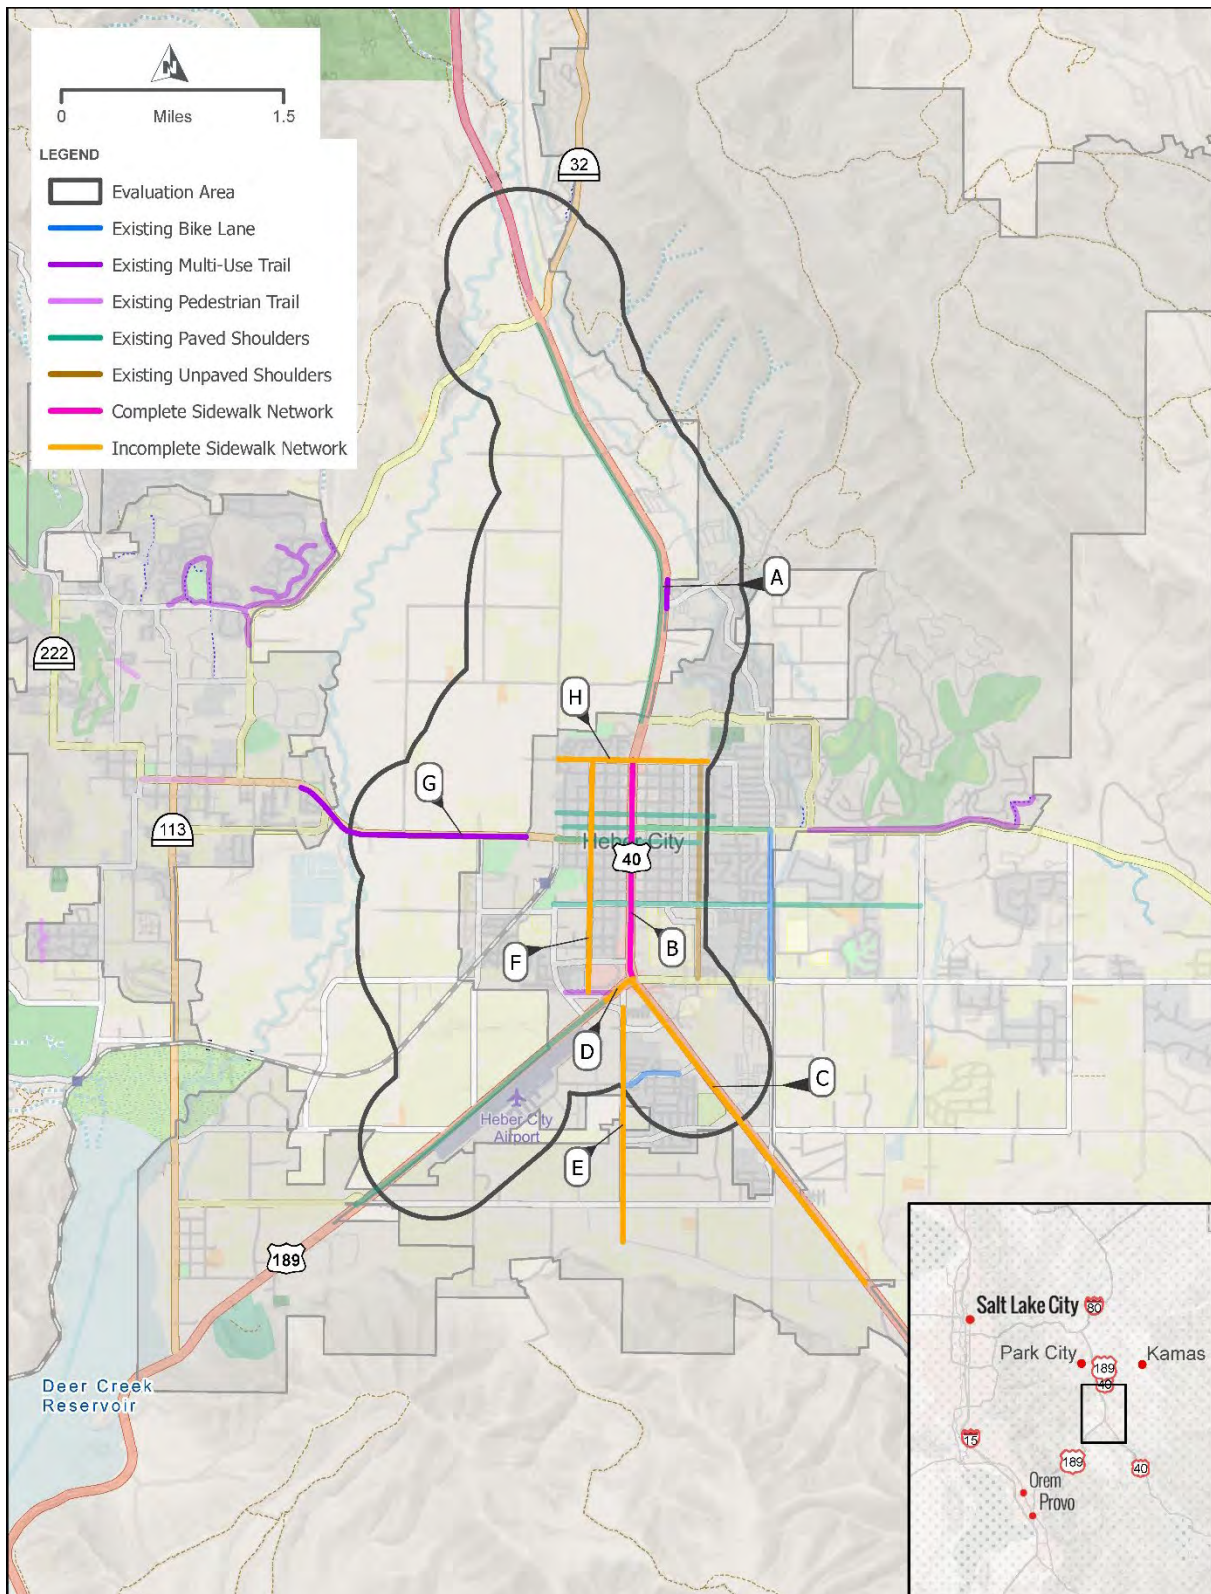 N
0 Miles 1.5
LEGEND
Evaluation Area
Existing Bike Lane
Existing Multi-Use Trail
Existing Pedestrian Trail
Existing Paved Shoulders
Existing Unpaved Shoulders
Complete Sidewalk Network
Incomplete Sidewalk Network
32
A
222
H
G
113
Heber City
40
B
F
D
C
Heber City
Airport
E
189
Deer Creek
Reservoir
Salt Lake City
80
Park City
Kamas
189
40
15
189
40
Orem
Provo